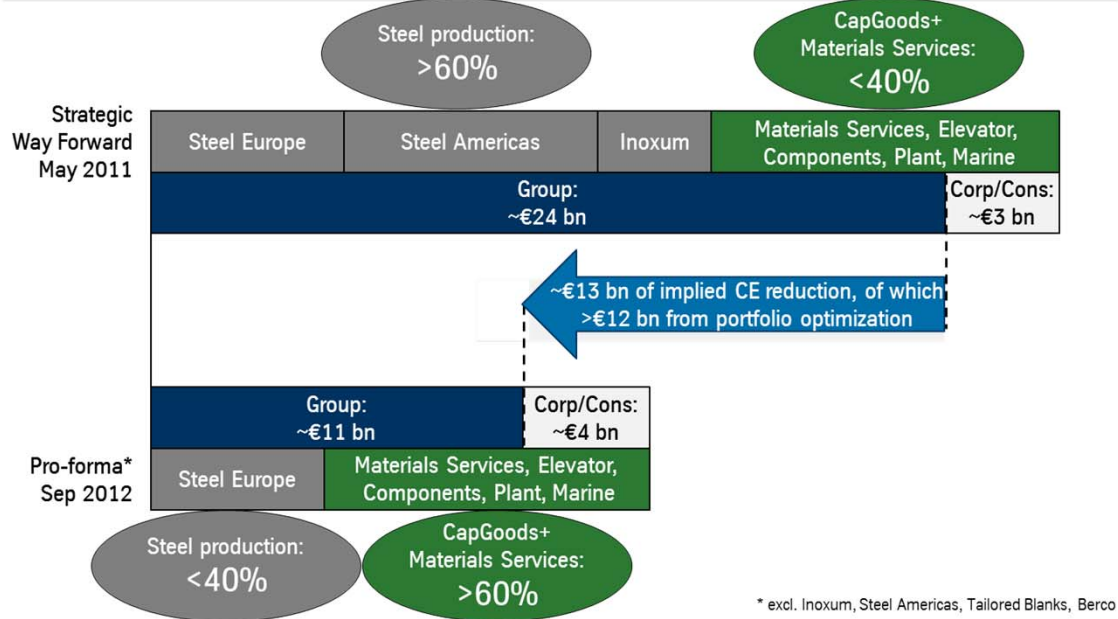 Steel production:
>60%
CapGoods+
Materials Services:
<40%
Strategic
Way Forward
May 2011
Steel Europe
Steel Americas
Inoxum
Materials Services, Elevator,
Components, Plant, Marine
Group:
~€24 bn
Corp/Cons:
~€3 bn
~€13 bn of implied CE reduction, of which
>€12 bn from portfolio optimization
Group:
~€11 bn
Corp/Cons:
~€4 bn
Pro-forma*
Sep 2012
Steel Europe
Materials Services, Elevator,
Components, Plant, Marine
Steel production:
<40%
CapGoods+
Materials Services:
>60%
* excl. Inoxum, Steel Americas, Tailored Blanks, Berco